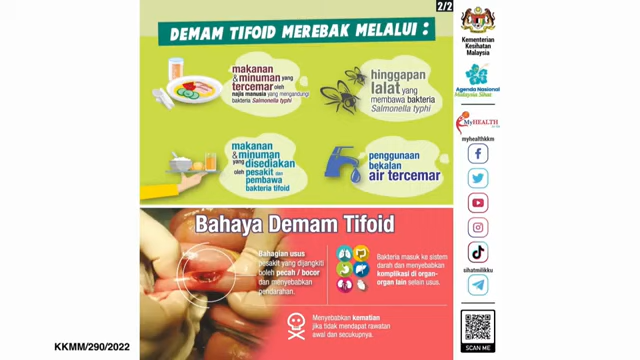 2/2
DEMAM TIFOID MEREBAK MELALUI :
makanan
& minuman yang
tercemar oleh
najis manusia yang mengandungi
bakteria Salmonella typhi
hinggapan
lalat yang
membawa bakteria
Salmonella typhi
makanan
& minuman
yang disediakan
oleh pesakit dan
pembawa
bakteria tifoid
penggunaan
bekalan
air tercemar
Bahaya Demam Tifoid
Bahagian usus
pesakit yang dijangkiti
boleh pecah / bocor
dan menyebabkan
pendarahan.
Bakteria masuk ke sistem
darah dan menyebabkan
komplikasi di organ-
organ lain selain usus.
Menyebabkan kematian
jika tidak mendapat rawatan
awal dan secukupnya.
Kementerian
Kesihatan
Malaysia
Agenda Nasional
Malaysia Sihat
MyHEALTH
myhealthkkm
sihatmilikku
SCAN ME
KKMM/290/2022